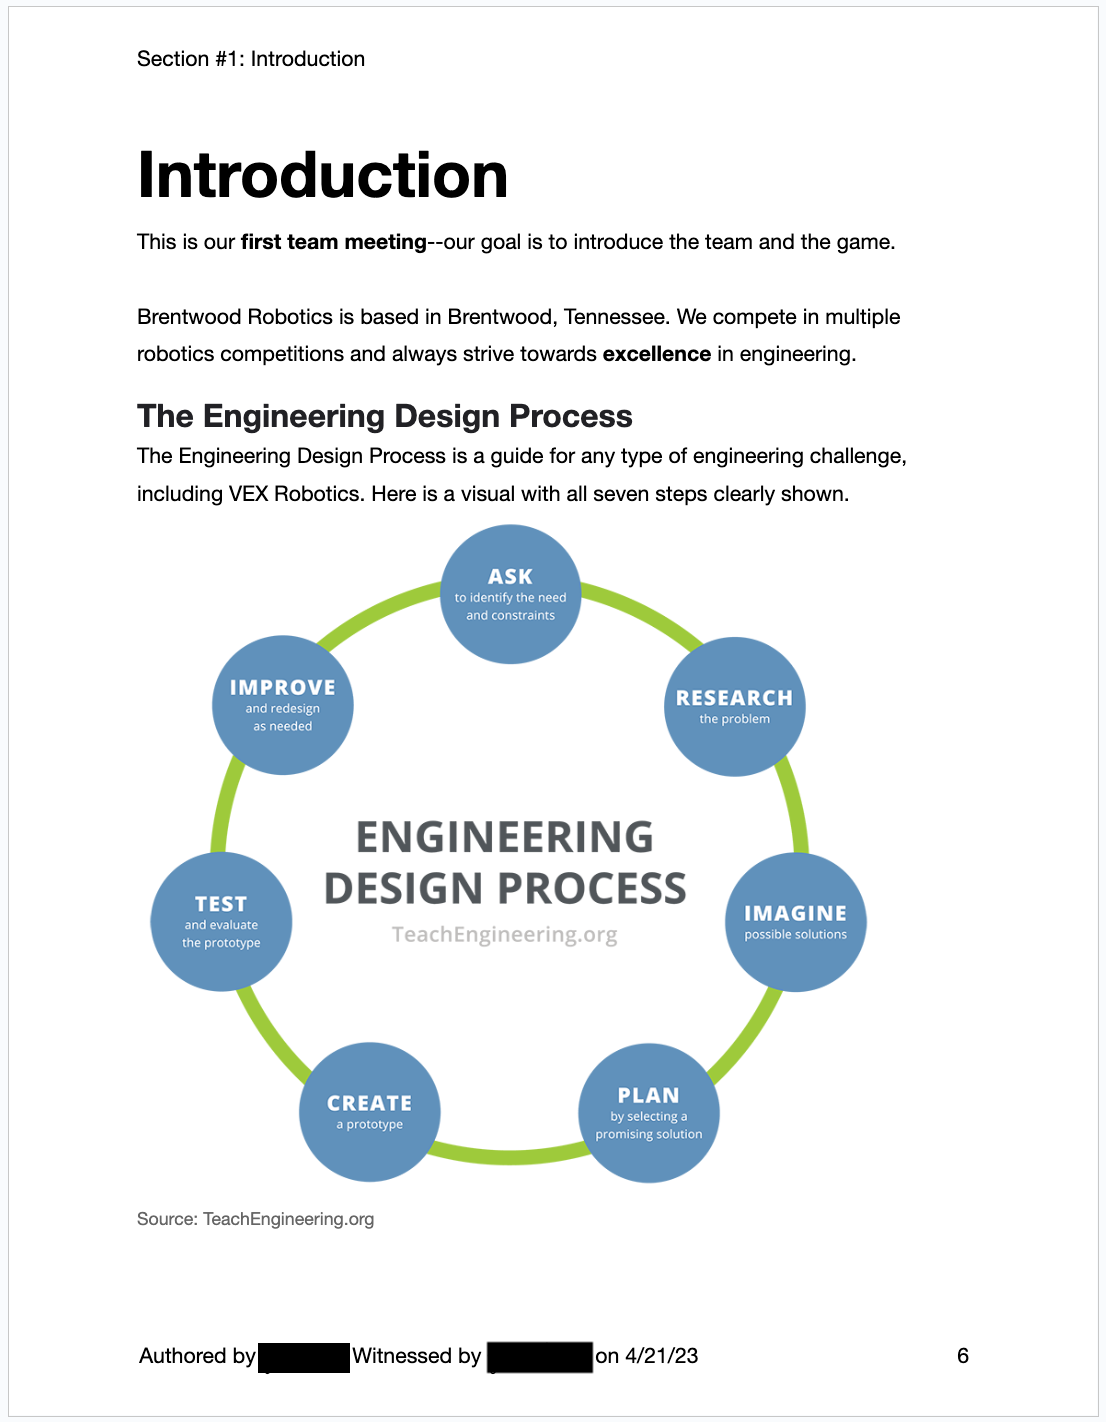 Section #1: Introduction
Introduction
This is our first team meeting--our goal is to introduce the team and the game.
Brentwood Robotics is based in Brentwood, Tennessee. We compete in multiple
robotics competitions and always strive towards excellence in engineering.
The Engineering Design Process
The Engineering Design Process is a guide for any type of engineering challenge,
including VEX Robotics. Here is a visual with all seven steps clearly shown.
ASK
to identify the need
and constraints
RESEARCH
the problem
IMAGINE
possible solutions
PLAN
by selecting a
promising solution
CREATE
a prototype
TEST
and evaluate
the prototype
IMPROVE
and redesign
as needed
ENGINEERING
DESIGN PROCESS
TeachEngineering.org
Source: TeachEngineering.org
Authored by Witnessed by on 4/21/23 6